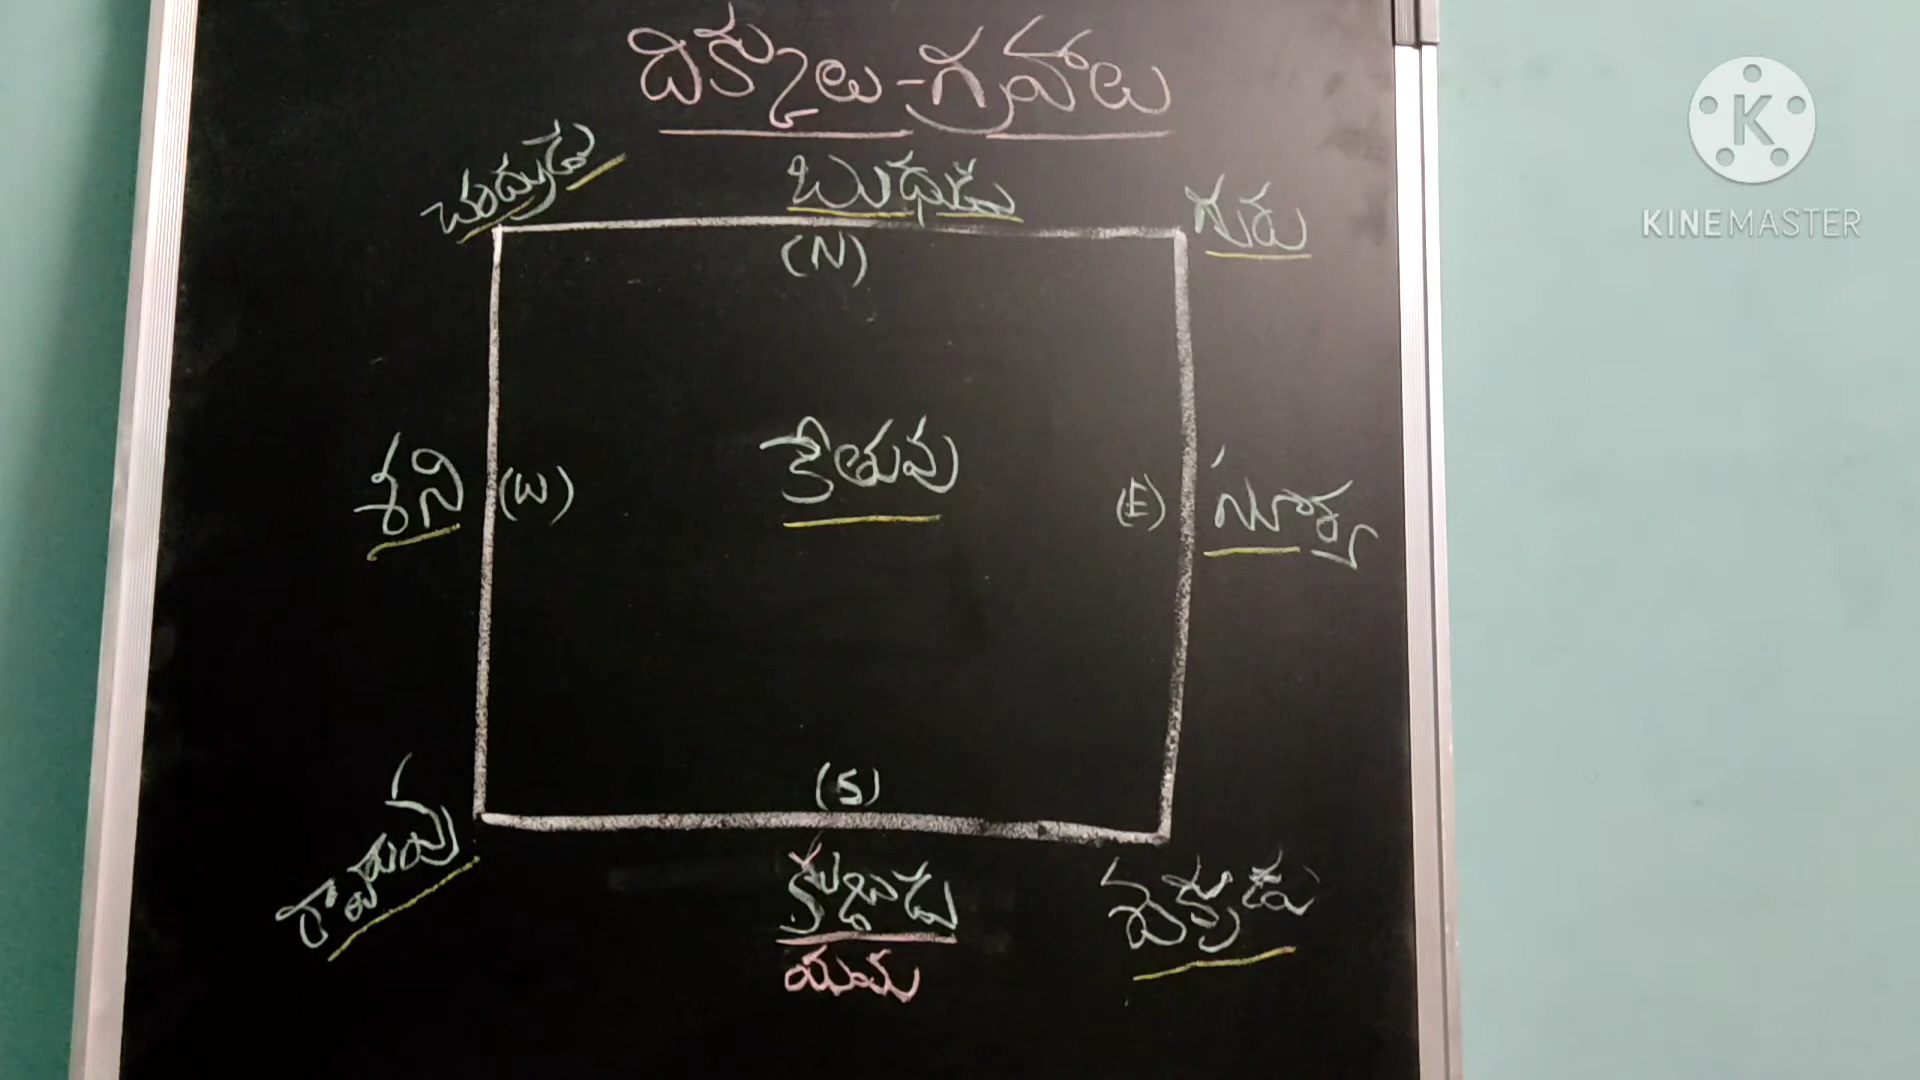 దిక్కులు - గ్రహాలు
చంద్రుడు
బుధుడు
గురు
(N)
K
KINEMASTER
శని
(W)
కేతువు
(E)
సూర్య
(S)
రాహువు
కుజుడు
శుక్రుడు
యమ